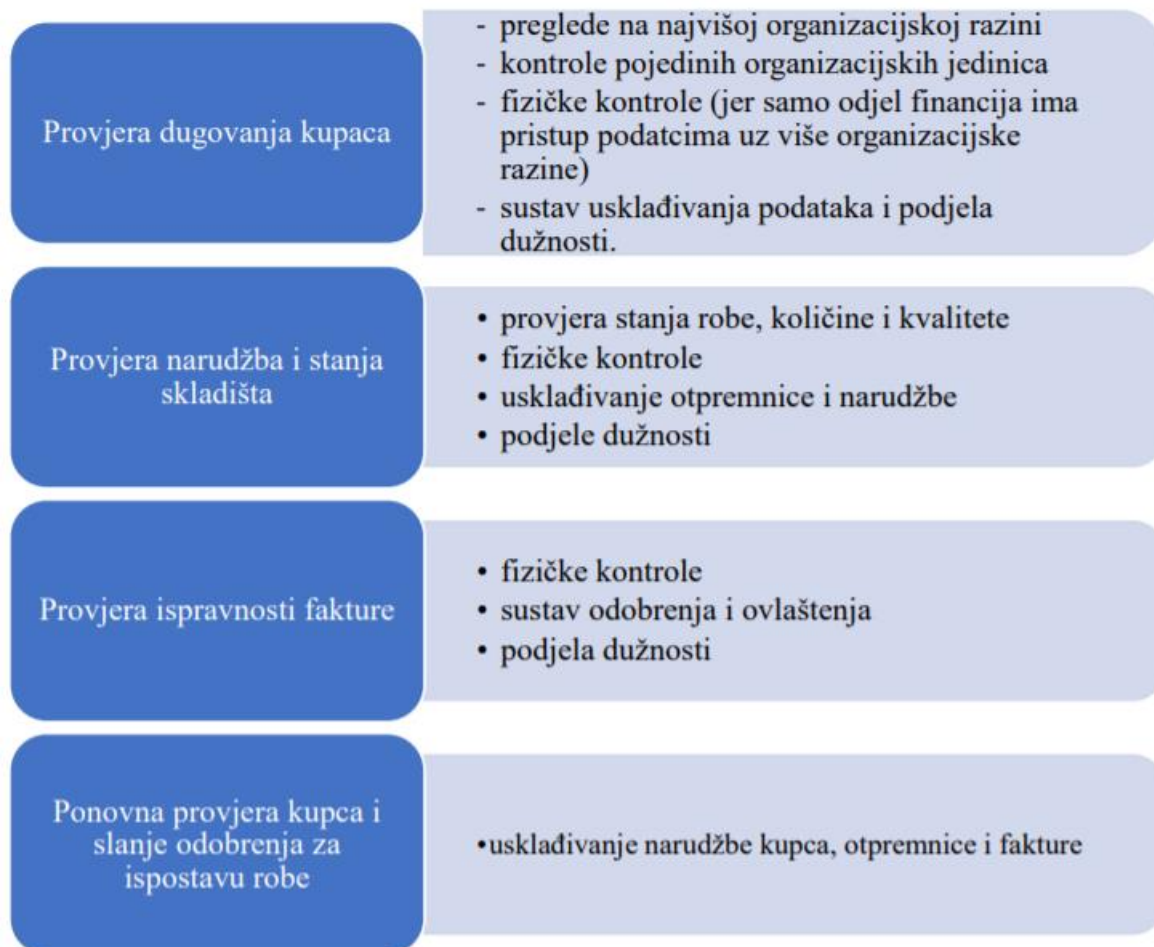 Provjera dugovanja kupaca
- preglede na najvišoj organizacijskoj razini
- kontrole pojedinih organizacijskih jedinica
- fizičke kontrole (jer samo odjel financija ima
pristup podatcima uz više organizacijske
razine)
- sustav usklađivanja podataka i podjela
dužnosti.
Provjera narudžba i stanja
skladišta
• provjera stanja robe, količine i kvalitete
• fizičke kontrole
• usklađivanje otpremnice i narudžbe
• podjele dužnosti
Provjera ispravnosti fakture
• fizičke kontrole
• sustav odobrenja i ovlaštenja
• podjela dužnosti
Ponovna provjera kupca i
slanje odobrenja za
ispostavu robe
•usklađivanje narudžbe kupca, otpremnice i fakture